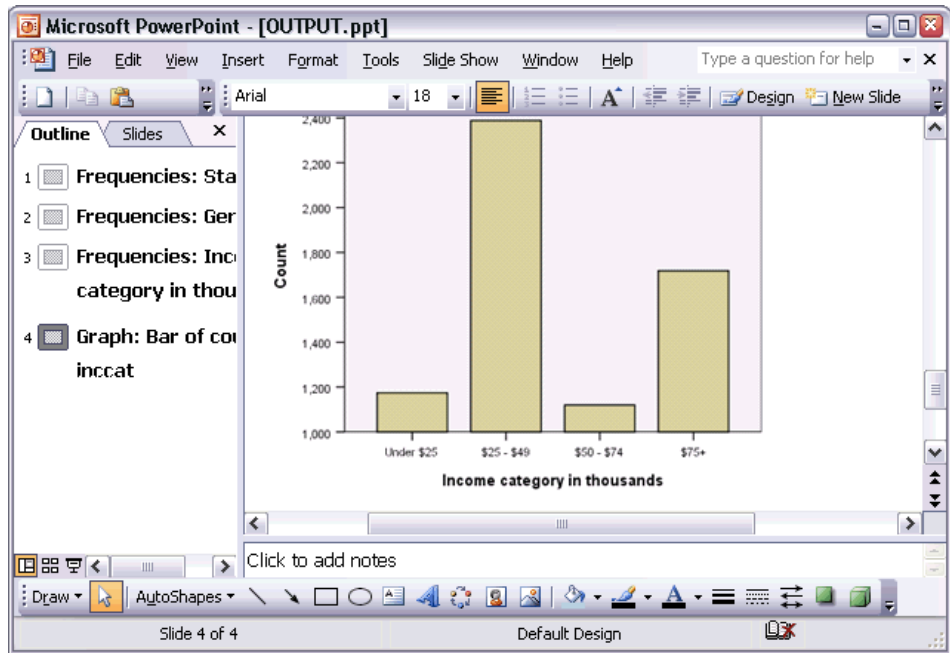 Microsoft PowerPoint - [OUTPUT.ppt]
File Edit View Insert Format Tools Slide Show Window Help Type a question for help
Arial 18 A Design New Slide
Outline Slides
1 Frequencies: Sta
2 Frequencies: Ger
3 Frequencies: Inc
category in thou
4 Graph: Bar of cou
inccat
2,400
2,200
2,000
1,800
1,600
1,400
1,200
1,000
Count
Under $25 $25 - $49 $50 - $74 $75+
Income category in thousands
Click to add notes
Draw AutoShapes A
Slide 4 of 4 Default Design